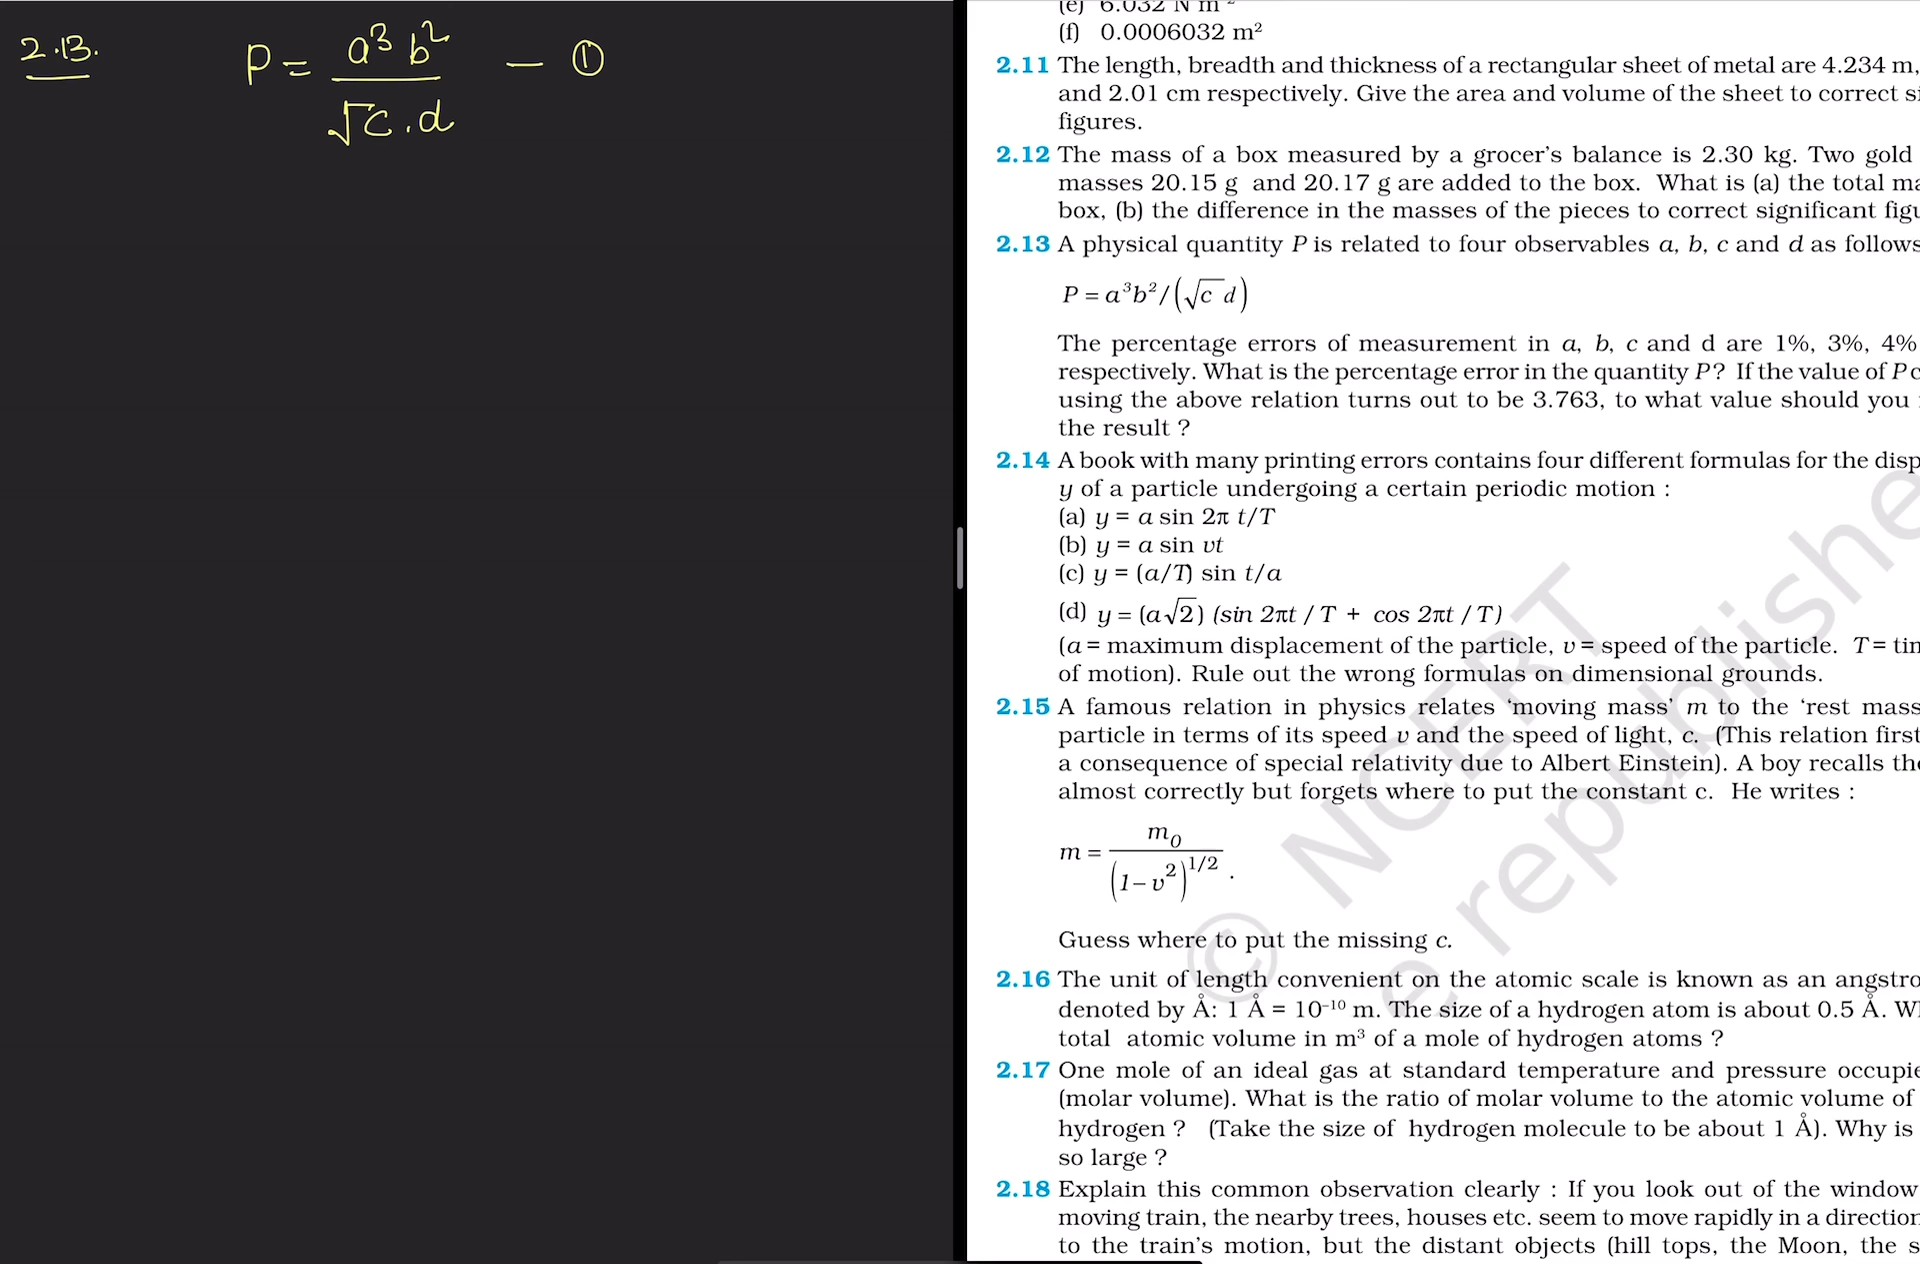 2.13.
P = a³ b² / √c . d — ①
(e) 6.032 N m⁻²
(f) 0.0006032 m²
2.11 The length, breadth and thickness of a rectangular sheet of metal are 4.234 m,
and 2.01 cm respectively. Give the area and volume of the sheet to correct si
figures.
2.12 The mass of a box measured by a grocer's balance is 2.30 kg. Two gold
masses 20.15 g and 20.17 g are added to the box. What is (a) the total ma
box, (b) the difference in the masses of the pieces to correct significant figu
2.13 A physical quantity P is related to four observables a, b, c and d as follows
P = a³b²/(√c d)
The percentage errors of measurement in a, b, c and d are 1%, 3%, 4%
respectively. What is the percentage error in the quantity P? If the value of P c
using the above relation turns out to be 3.763, to what value should you
the result ?
2.14 A book with many printing errors contains four different formulas for the disp
y of a particle undergoing a certain periodic motion :
(a) y = a sin 2π t/T
(b) y = a sin vt
(c) y = (a/T) sin t/a
(d) y = (a√2) (sin 2πt / T + cos 2πt / T)
(a = maximum displacement of the particle, v = speed of the particle. T = tim
of motion). Rule out the wrong formulas on dimensional grounds.
2.15 A famous relation in physics relates 'moving mass' m to the 'rest mass
particle in terms of its speed v and the speed of light, c. (This relation first
a consequence of special relativity due to Albert Einstein). A boy recalls the
almost correctly but forgets where to put the constant c. He writes :
m = m₀ / (1 – v²)^1/2 .
Guess where to put the missing c.
2.16 The unit of length convenient on the atomic scale is known as an angstro
denoted by Å: 1 Å = 10⁻¹⁰ m. The size of a hydrogen atom is about 0.5 Å. Wh
total atomic volume in m³ of a mole of hydrogen atoms ?
2.17 One mole of an ideal gas at standard temperature and pressure occupie
(molar volume). What is the ratio of molar volume to the atomic volume of
hydrogen ? (Take the size of hydrogen molecule to be about 1 Å). Why is
so large ?
2.18 Explain this common observation clearly : If you look out of the window
moving train, the nearby trees, houses etc. seem to move rapidly in a direction
to the train's motion, but the distant objects (hill tops, the Moon, the s
© NCERT
e republishe